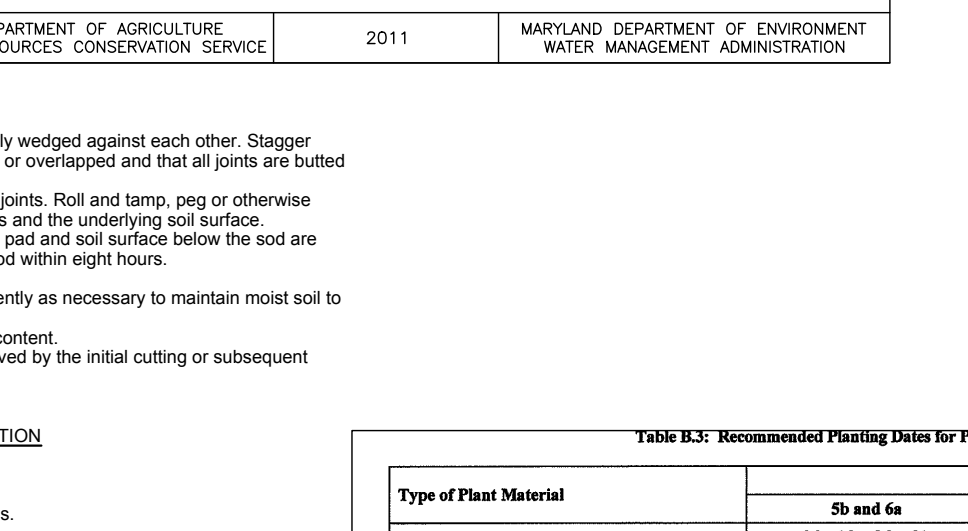 PARTMENT OF AGRICULTURE
OURCES CONSERVATION SERVICE
2011
MARYLAND DEPARTMENT OF ENVIRONMENT
WATER MANAGEMENT ADMINISTRATION
ly wedged against each other. Stagger
or overlapped and that all joints are butted
joints. Roll and tamp, peg or otherwise
s and the underlying soil surface.
pad and soil surface below the sod are
od within eight hours.
ently as necessary to maintain moist soil to
content.
ved by the initial cutting or subsequent
TION
s.
Table B.3: Recommended Planting Dates for P
Type of Plant Material
5b and 6a